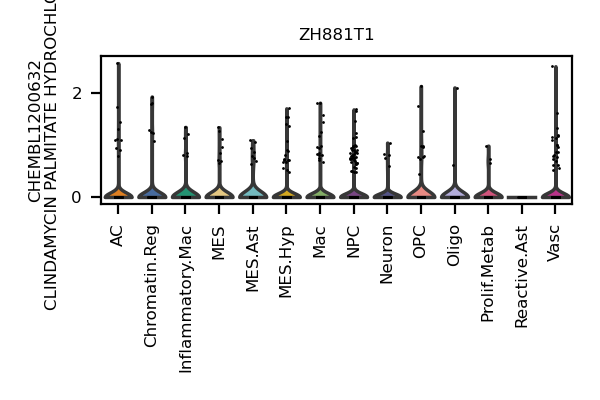 ZH881T1
CHEMBL1200632
CLINDAMYCIN PALMITATE
2
0
AC
Chromatin.Reg
Inflammatory.Mac
MES
MES.Ast
MES.Hyp
Mac
NPC
Neuron
OPC
Oligo
Prolif.Metab
Reactive.Ast
Vasc